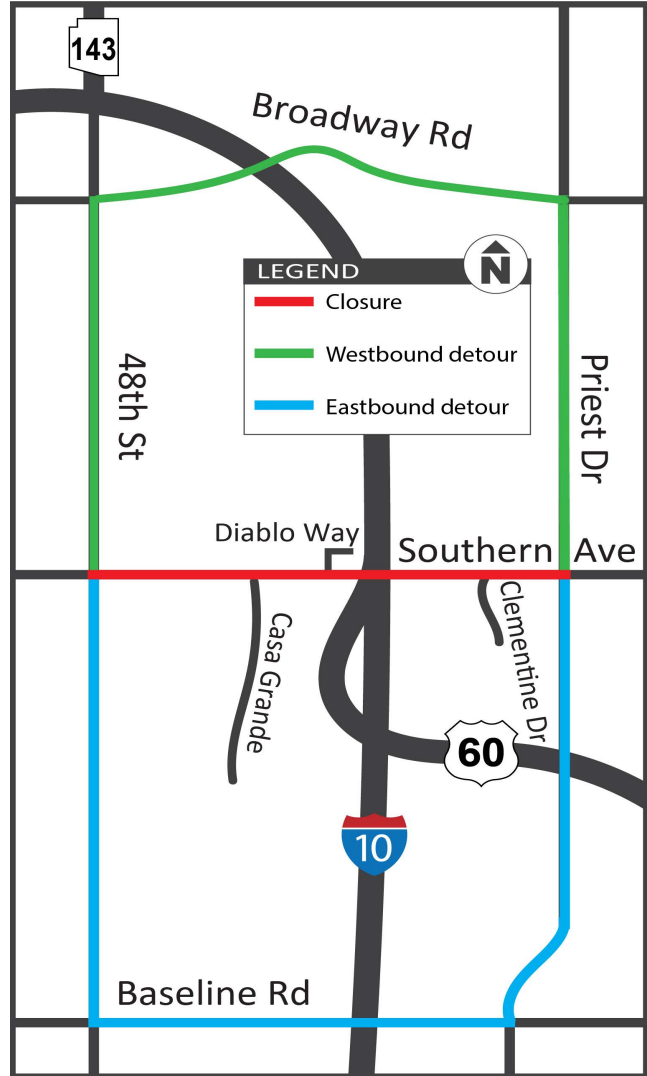 143
Broadway Rd
LEGEND
N
Closure
Westbound detour
Eastbound detour
48th St
Priest Dr
Diablo Way
Southern Ave
Casa Grande
Clementine Dr
60
10
Baseline Rd